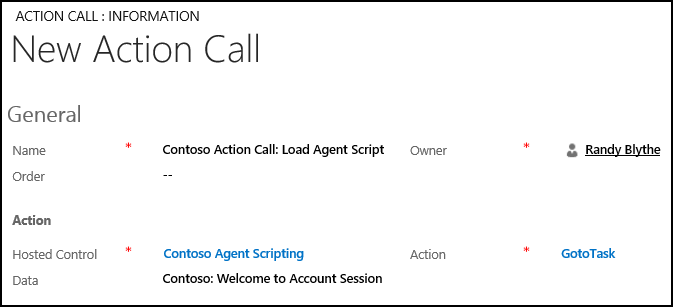 ACTION CALL : INFORMATION
New Action Call
General
Name * Contoso Action Call: Load Agent Script Owner * Randy Blythe
Order --
Action
Hosted Control * Contoso Agent Scripting Action * GotoTask
Data Contoso: Welcome to Account Session